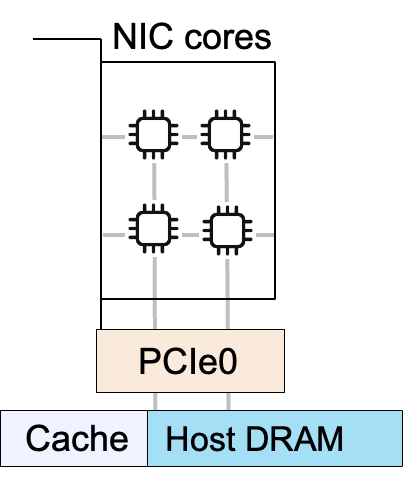 NIC cores
PCIe0
Cache
Host DRAM